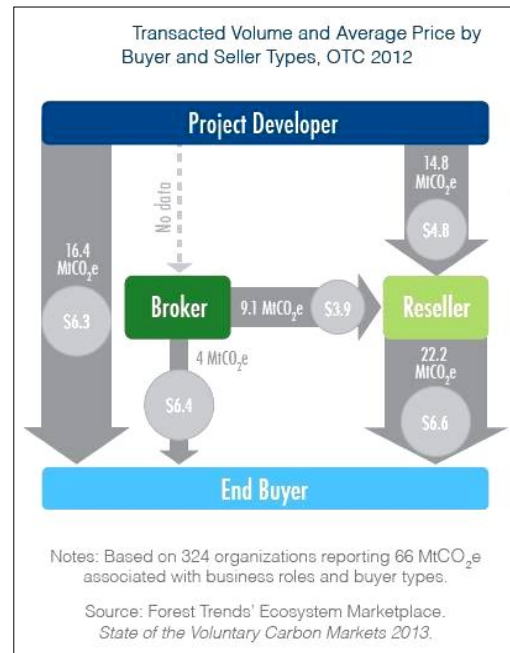 Transacted Volume and Average Price by
Buyer and Seller Types, OTC 2012
Project Developer
16.4
MtCO₂e
$6.3
No data
14.8
MtCO₂e
$4.8
Broker
9.1 MtCO₂e
$3.9
Reseller
4 MtCO₂e
$6.4
22.2
MtCO₂e
$6.6
End Buyer
Notes: Based on 324 organizations reporting 66 MtCO₂e
associated with business roles and buyer types.
Source: Forest Trends' Ecosystem Marketplace.
State of the Voluntary Carbon Markets 2013.